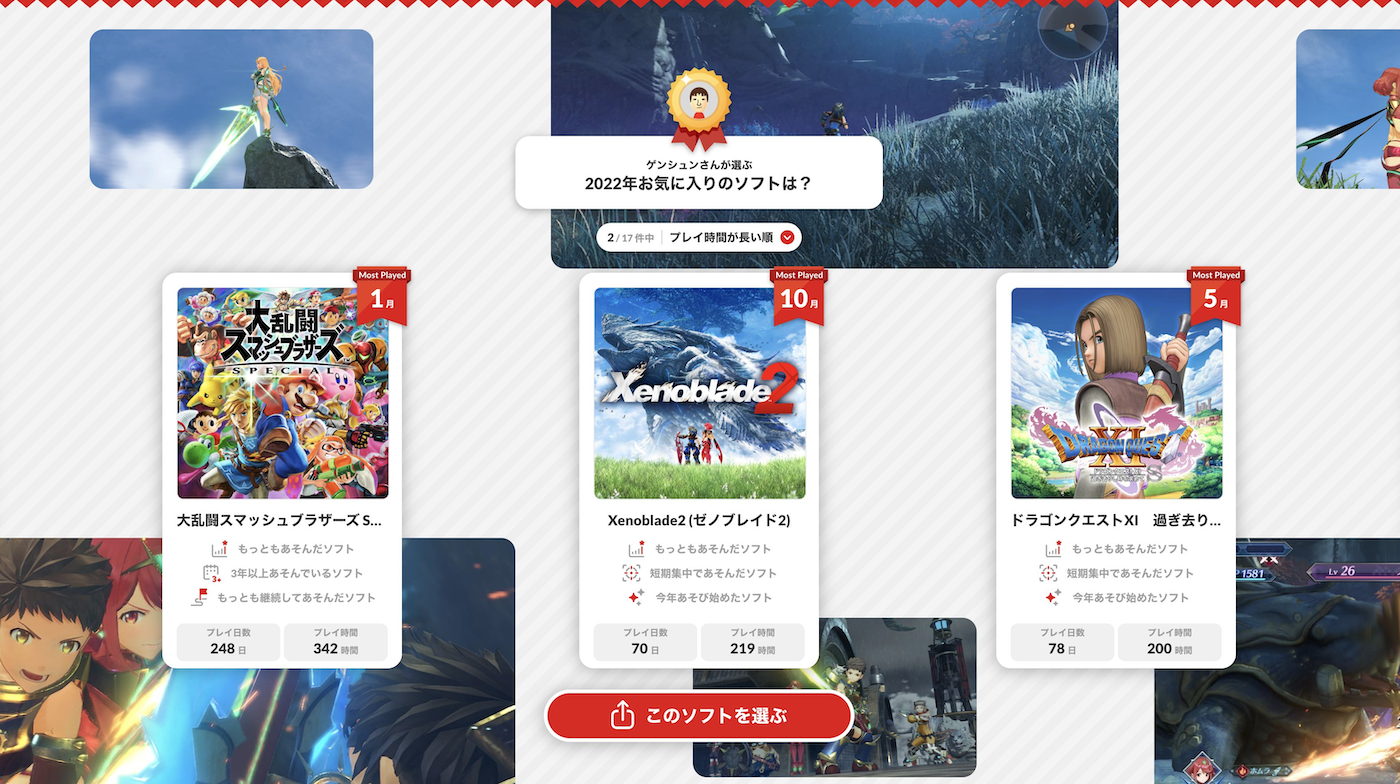 ゲンシュンさんが選ぶ
2022年お気に入りのソフトは？
2 / 17 件中 プレイ時間が長い順
Most Played
1月
大乱闘
スマッシュブラザーズ
SPECIAL
大乱闘スマッシュブラザーズ S...
もっともあそんだソフト
3年以上あそんでいるソフト
もっとも継続してあそんだソフト
プレイ日数
248 日
プレイ時間
342 時間
Most Played
10月
Xenoblade2
Xenoblade2 (ゼノブレイド2)
もっともあそんだソフト
短期集中であそんだソフト
今年あそび始めたソフト
プレイ日数
70 日
プレイ時間
219 時間
Most Played
5月
DRAGON QUEST
XI
S
ドラゴンクエストXI　過ぎ去り...
もっともあそんだソフト
短期集中であそんだソフト
今年あそび始めたソフト
プレイ日数
78 日
プレイ時間
200 時間
1581
Lv 26
ホムラ
このソフトを選ぶ